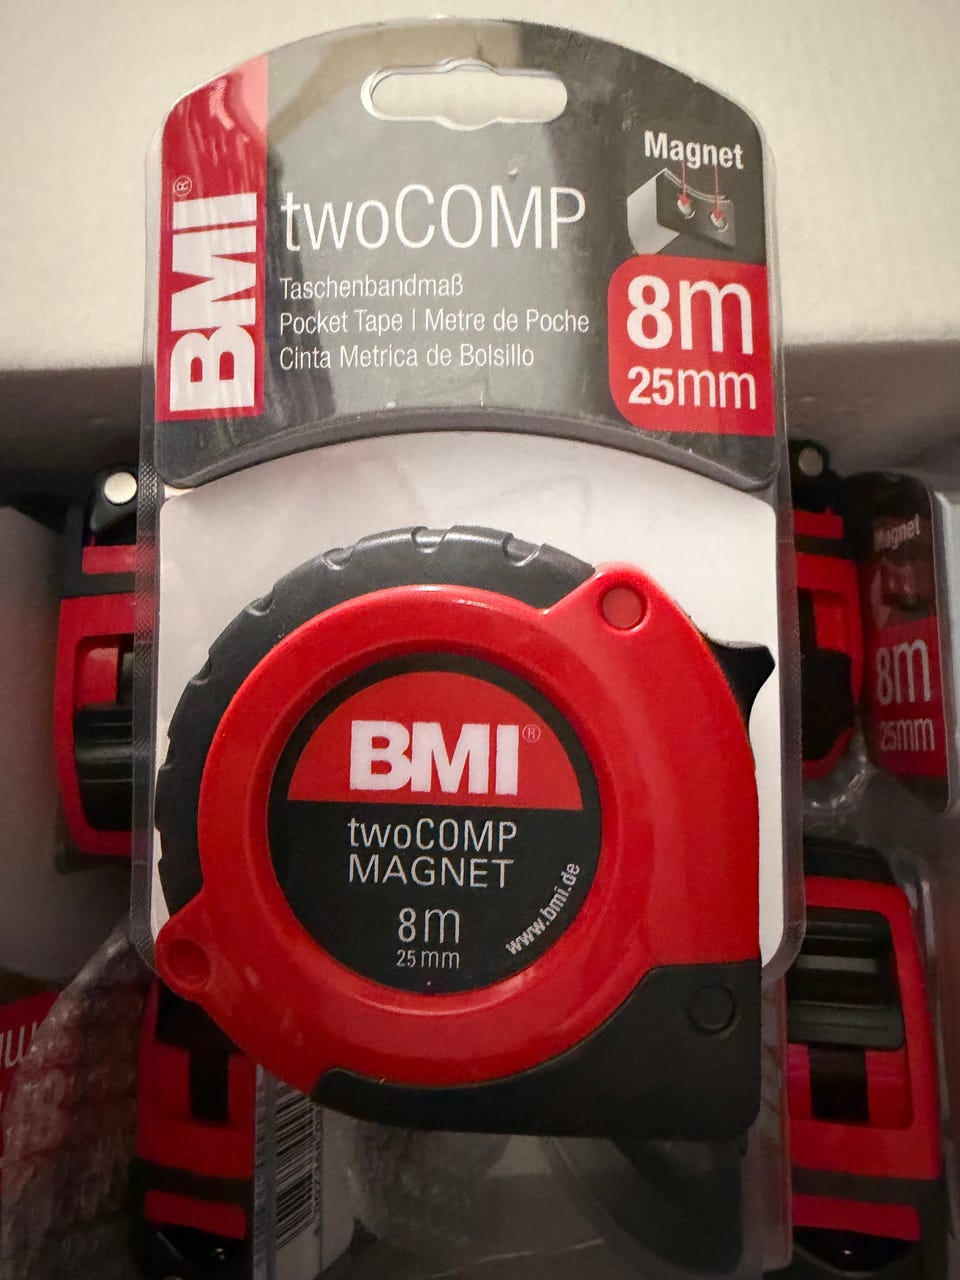 BMI®
twoCOMP
Taschenbandmaß
Pocket Tape | Metre de Poche
Cinta Metrica de Bolsillo
Magnet
8m
25mm
BMI®
twoCOMP
MAGNET
8m
25mm
www.bmi.de
Magnet
8m
25mm